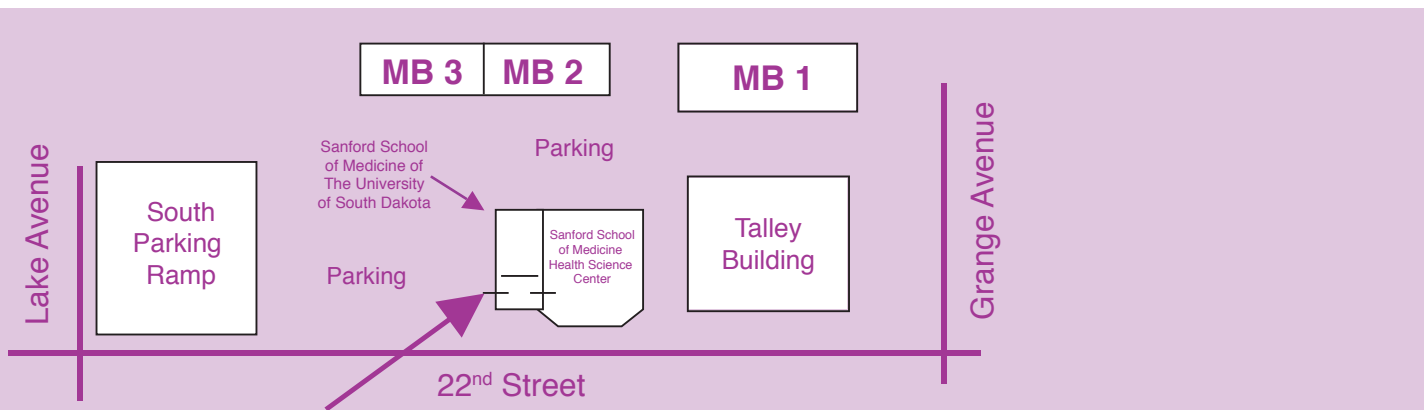 MB 3
MB 2
MB 1
Sanford School
of Medicine of
The University
of South Dakota
Parking
Lake Avenue
South
Parking
Ramp
Parking
Sanford School
of Medicine
Health Science
Center
Talley
Building
Grange Avenue
22nd Street